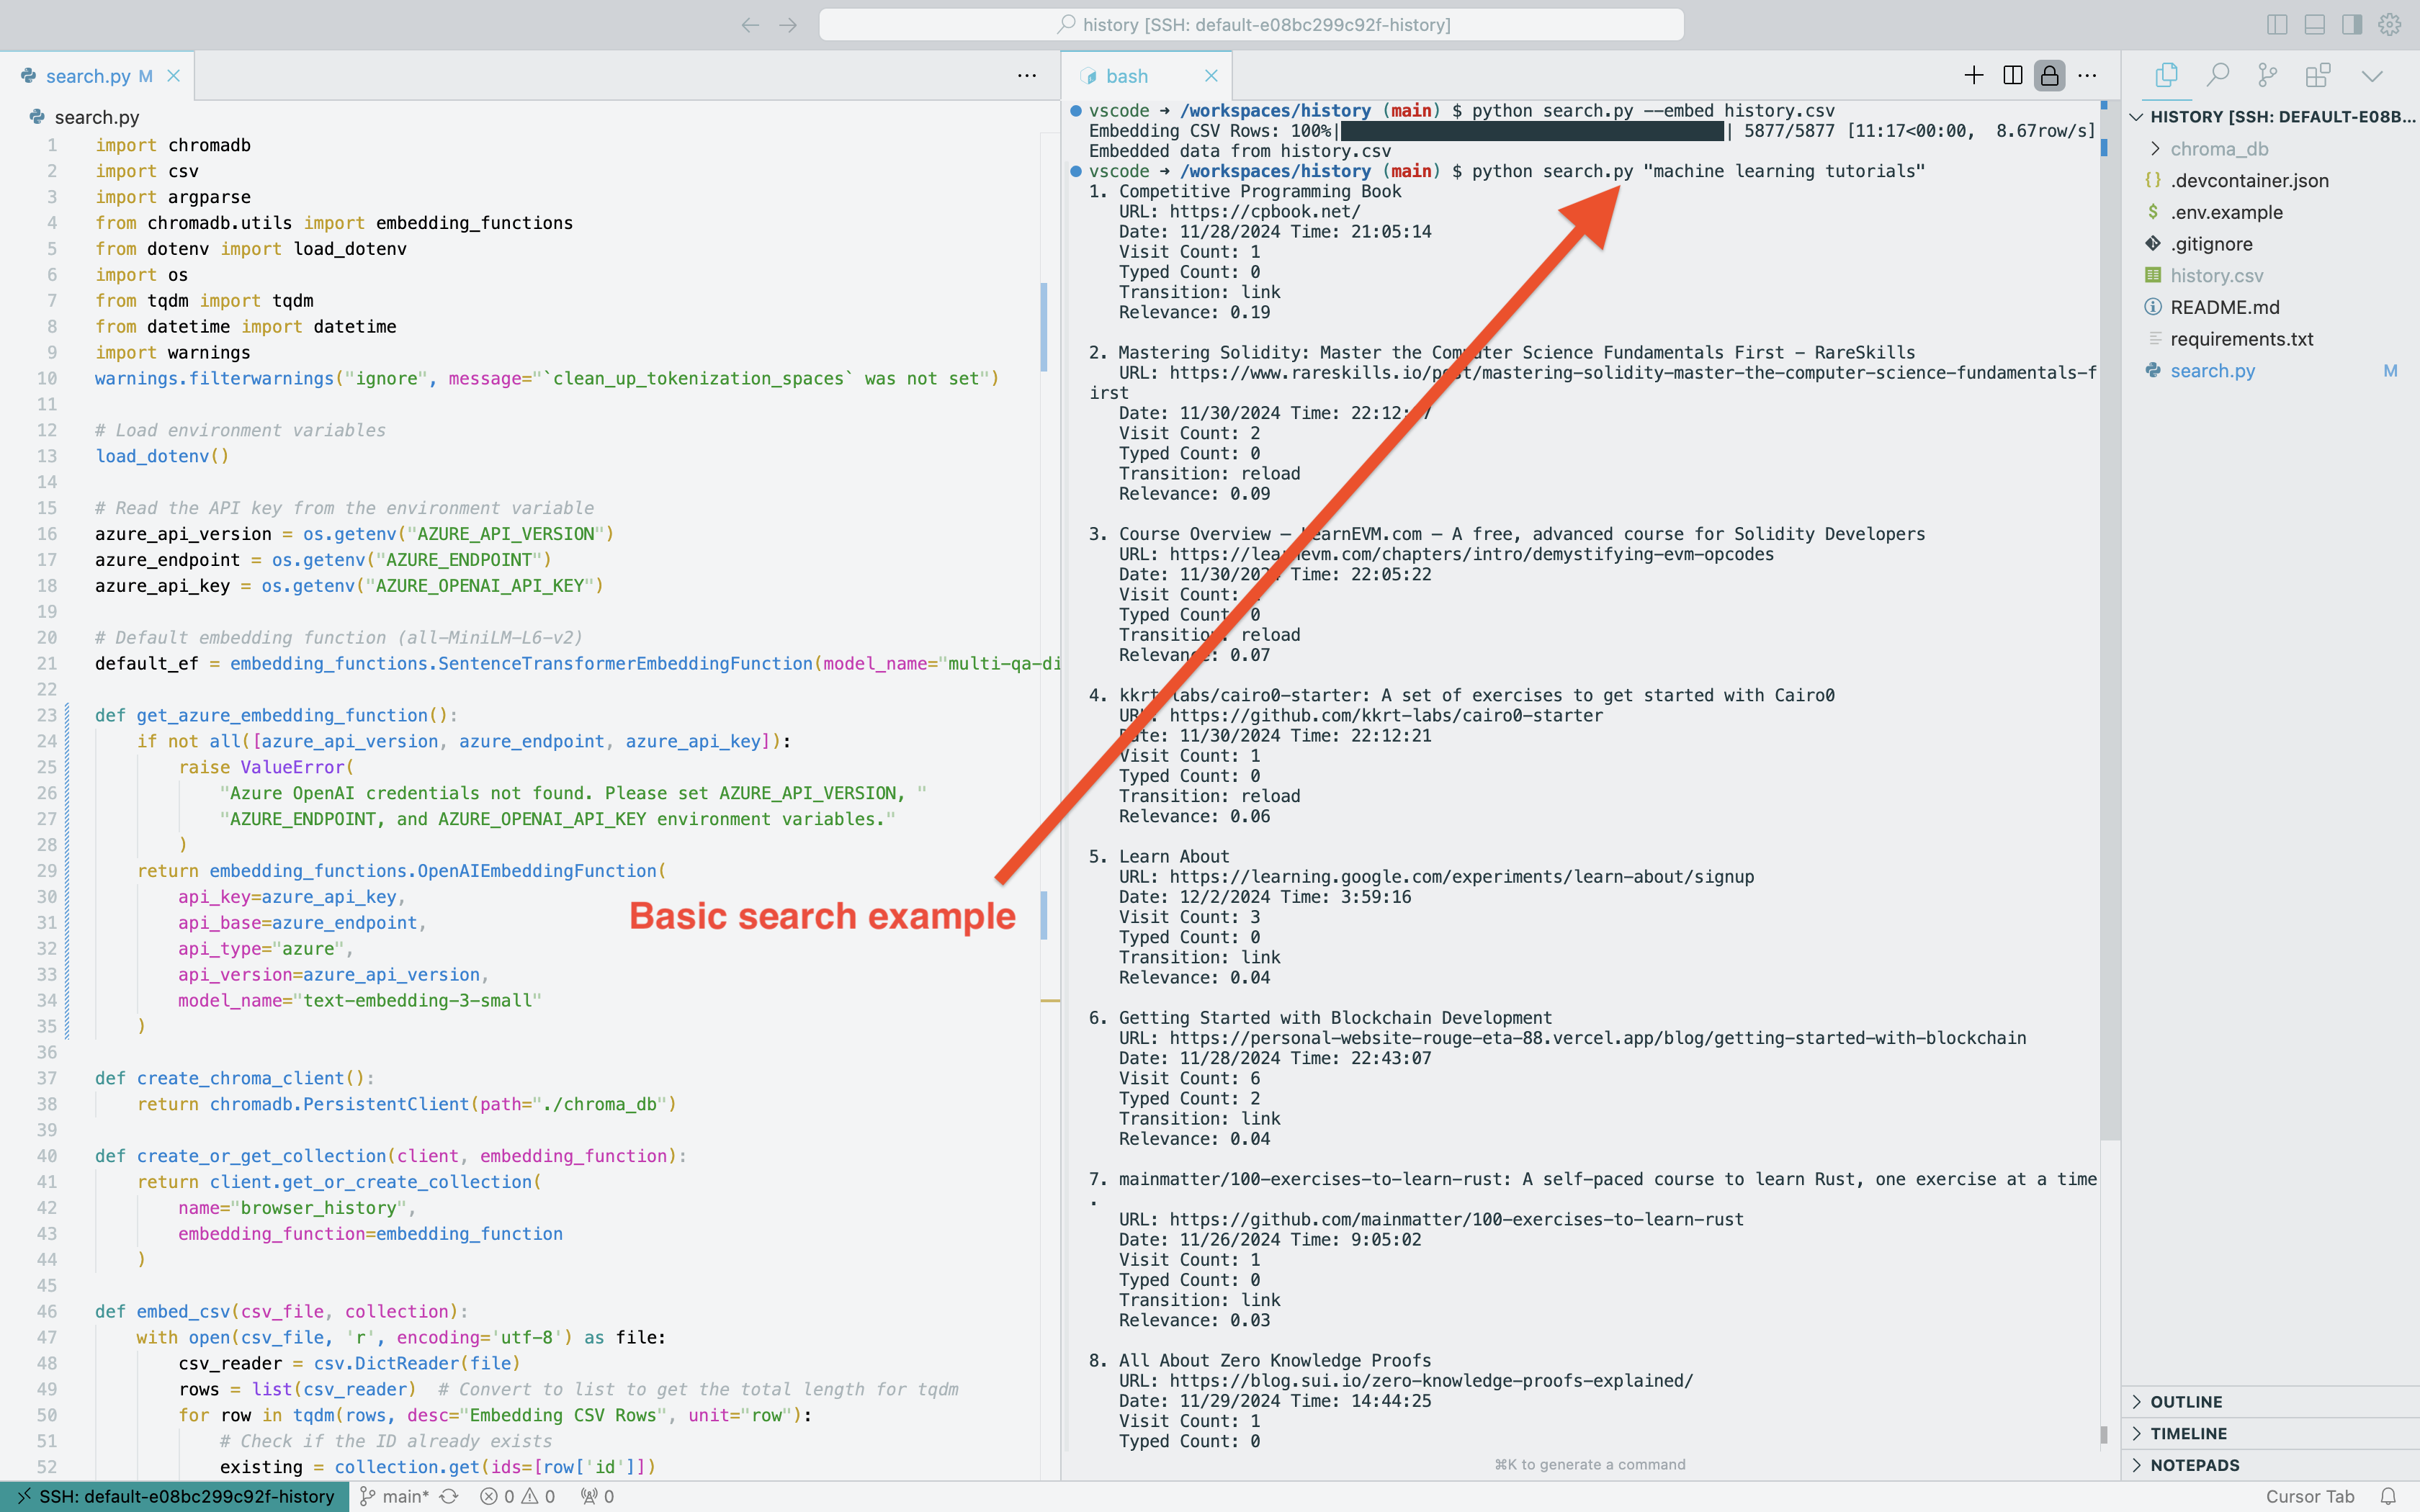 history [SSH: default-e08bc299c92f-history]
search.py M
search.py
1 import chromadb
2 import csv
3 import argparse
4 from chromadb.utils import embedding_functions
5 from dotenv import load_dotenv
6 import os
7 from tqdm import tqdm
8 from datetime import datetime
9 import warnings
10 warnings.filterwarnings("ignore", message="`clean_up_tokenization_spaces` was not set")
11
12 # Load environment variables
13 load_dotenv()
14
15 # Read the API key from the environment variable
16 azure_api_version = os.getenv("AZURE_API_VERSION")
17 azure_endpoint = os.getenv("AZURE_ENDPOINT")
18 azure_api_key = os.getenv("AZURE_OPENAI_API_KEY")
19
20 # Default embedding function (all-MiniLM-L6-v2)
21 default_ef = embedding_functions.SentenceTransformerEmbeddingFunction(model_name="multi-qa-di
22
23 def get_azure_embedding_function():
24 if not all([azure_api_version, azure_endpoint, azure_api_key]):
25 raise ValueError(
26 "Azure OpenAI credentials not found. Please set AZURE_API_VERSION, "
27 "AZURE_ENDPOINT, and AZURE_OPENAI_API_KEY environment variables."
28 )
29 return embedding_functions.OpenAIEmbeddingFunction(
30 api_key=azure_api_key,
31 api_base=azure_endpoint,
32 api_type="azure",
33 api_version=azure_api_version,
34 model_name="text-embedding-3-small"
35 )
36
37 def create_chroma_client():
38 return chromadb.PersistentClient(path="./chroma_db")
39
40 def create_or_get_collection(client, embedding_function):
41 return client.get_or_create_collection(
42 name="browser_history",
43 embedding_function=embedding_function
44 )
45
46 def embed_csv(csv_file, collection):
47 with open(csv_file, 'r', encoding='utf-8') as file:
48 csv_reader = csv.DictReader(file)
49 rows = list(csv_reader) # Convert to list to get the total length for tqdm
50 for row in tqdm(rows, desc="Embedding CSV Rows", unit="row"):
51 # Check if the ID already exists
52 existing = collection.get(ids=[row['id']])
Basic search example
bash
vscode ➜ /workspaces/history (main) $ python search.py --embed history.csv
Embedding CSV Rows: 100%| | 5877/5877 [11:17<00:00, 8.67row/s]
Embedded data from history.csv
vscode ➜ /workspaces/history (main) $ python search.py "machine learning tutorials"
1. Competitive Programming Book
URL: https://cpbook.net/
Date: 11/28/2024 Time: 21:05:14
Visit Count: 1
Typed Count: 0
Transition: link
Relevance: 0.19
2. Mastering Solidity: Master the Computer Science Fundamentals First – RareSkills
URL: https://www.rareskills.io/post/mastering-solidity-master-the-computer-science-fundamentals-f
irst
Date: 11/30/2024 Time:
Visit Count: 2
Typed Count: 0
Transition: reload
Relevance: 0.09
3. Course Overview – LearnEVM.com – A free, advanced course for Solidity Developers
URL: https://learnevm.com/chapters/intro/demystifying-evm-opcodes
Date: 11/30/2024 Time: 22:05:22
Visit Count:
Typed Count: 0
Transition: reload
Relevance: 0.07
4. kkrt-labs/cairo0-starter: A set of exercises to get started with Cairo0
URL: https://github.com/kkrt-labs/cairo0-starter
Date: 11/30/2024 Time: 22:12:21
Visit Count: 1
Typed Count: 0
Transition: reload
Relevance: 0.06
5. Learn About
URL: https://learning.google.com/experiments/learn-about/signup
Date: 12/2/2024 Time: 3:59:16
Visit Count: 3
Typed Count: 0
Transition: link
Relevance: 0.04
6. Getting Started with Blockchain Development
URL: https://personal-website-rouge-eta-88.vercel.app/blog/getting-started-with-blockchain
Date: 11/28/2024 Time: 22:43:07
Visit Count: 6
Typed Count: 2
Transition: link
Relevance: 0.04
7. mainmatter/100-exercises-to-learn-rust: A self-paced course to learn Rust, one exercise at a time
.
URL: https://github.com/mainmatter/100-exercises-to-learn-rust
Date: 11/26/2024 Time: 9:05:02
Visit Count: 1
Typed Count: 0
Transition: link
Relevance: 0.03
8. All About Zero Knowledge Proofs
URL: https://blog.sui.io/zero-knowledge-proofs-explained/
Date: 11/29/2024 Time: 14:44:25
Visit Count: 1
Typed Count: 0
⌘K to generate a command
HISTORY [SSH: DEFAULT-E08B...
chroma_db
.devcontainer.json
.env.example
.gitignore
history.csv
README.md
requirements.txt
search.py M
OUTLINE
TIMELINE
NOTEPADS
SSH: default-e08bc299c92f-history main* 0 0 0
Cursor Tab